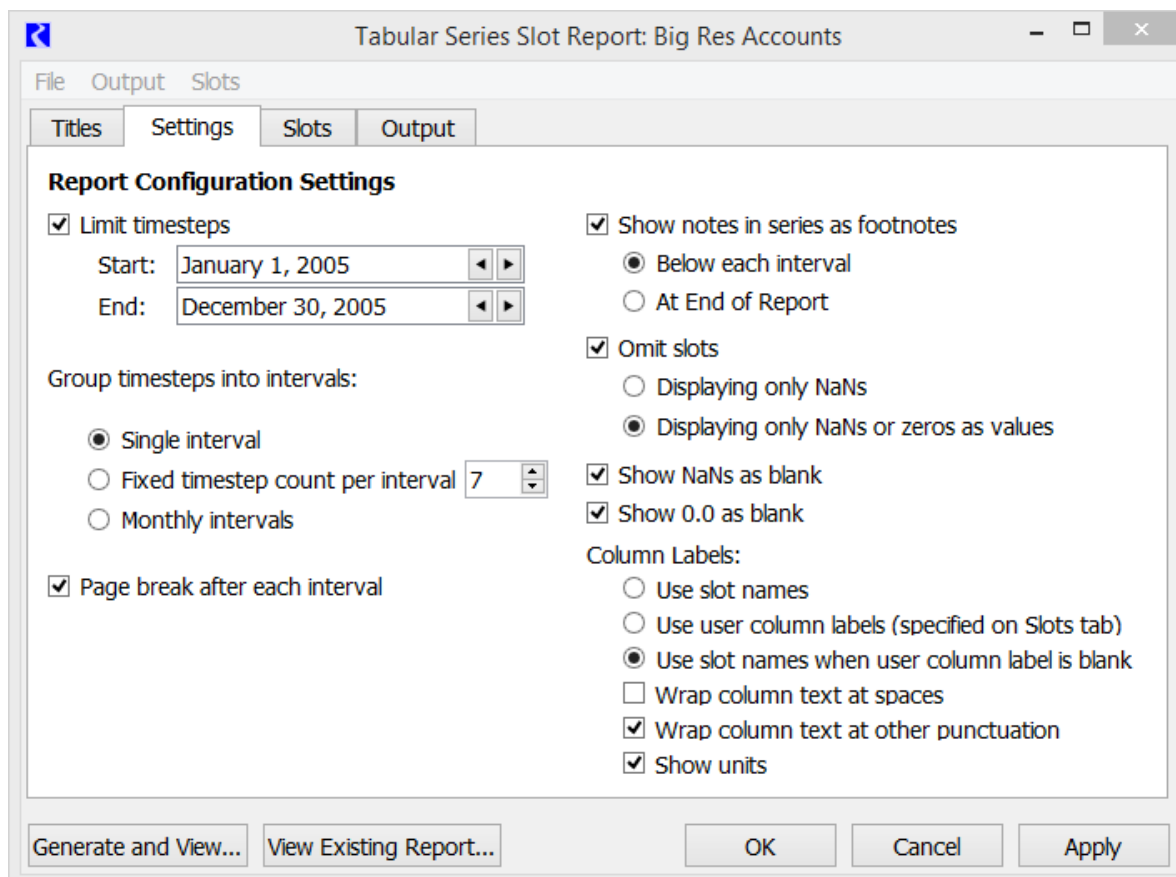 Tabular Series Slot Report: Big Res Accounts
File Output Slots
Titles Settings Slots Output
Report Configuration Settings
Limit timesteps
Start: January 1, 2005
End: December 30, 2005
Group timesteps into intervals:
Single interval
Fixed timestep count per interval 7
Monthly intervals
Page break after each interval
Show notes in series as footnotes
Below each interval
At End of Report
Omit slots
Displaying only NaNs
Displaying only NaNs or zeros as values
Show NaNs as blank
Show 0.0 as blank
Column Labels:
Use slot names
Use user column labels (specified on Slots tab)
Use slot names when user column label is blank
Wrap column text at spaces
Wrap column text at other punctuation
Show units
Generate and View... View Existing Report... OK Cancel Apply